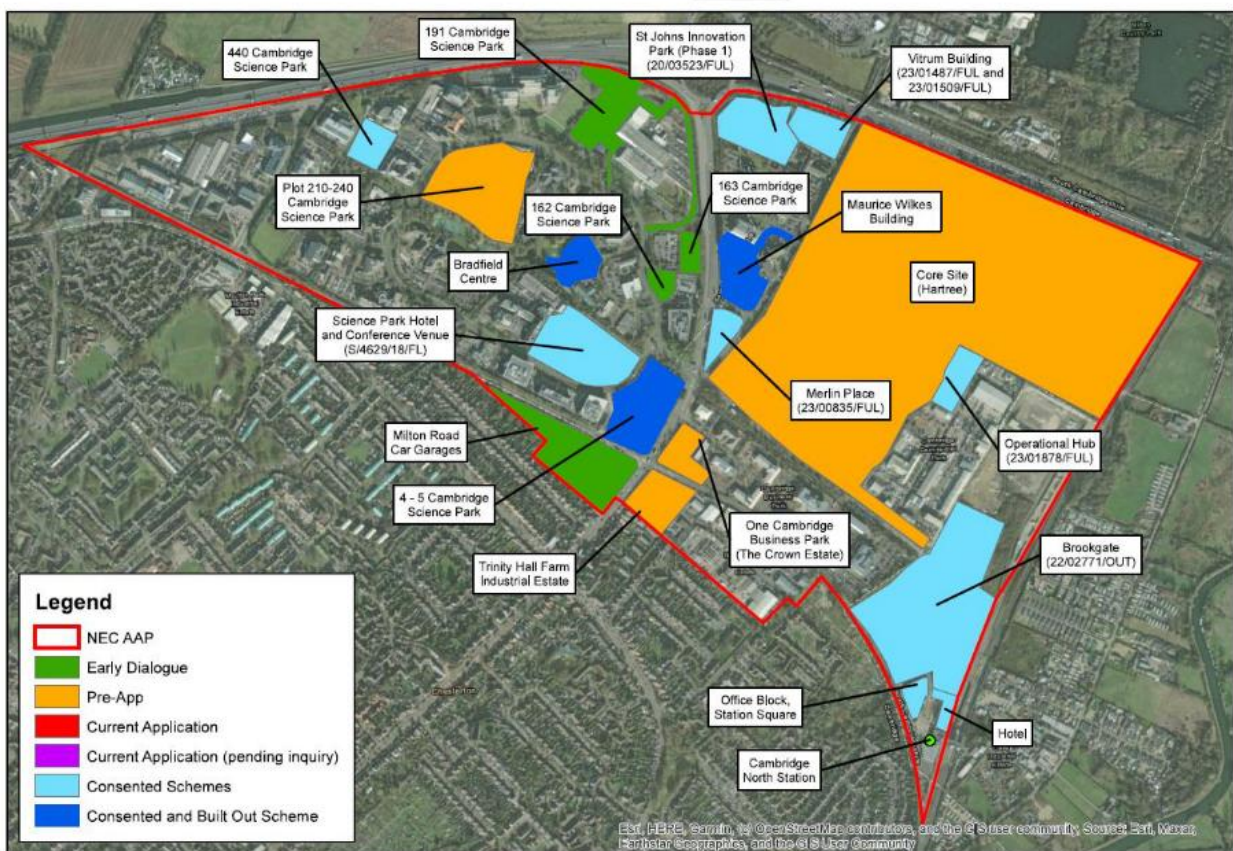 191 Cambridge
Science Park
440 Cambridge
Science Park
St Johns Innovation
Park (Phase 1)
(20/03523/FUL)
Vitrum Building
(23/01487/FUL and
23/01509/FUL)
Plot 210-240
Cambridge
Science Park
162 Cambridge
Science Park
163 Cambridge
Science Park
Maurice Wilkes
Building
Bradfield
Centre
Core Site
(Hartree)
Science Park Hotel
and Conference Venue
(S/4629/18/FL)
Merlin Place
(23/00835/FUL)
Milton Road
Car Garages
Operational Hub
(23/01878/FUL)
4 - 5 Cambridge
Science Park
One Cambridge
Business Park
(The Crown Estate)
Trinity Hall Farm
Industrial Estate
Brookgate
(22/02771/OUT)
Chesterton
Office Block,
Station Square
Hotel
Cambridge
North Station
Legend
NEC AAP
Early Dialogue
Pre-App
Current Application
Current Application (pending inquiry)
Consented Schemes
Consented and Built Out Scheme
Esri, HERE, Garmin, (c) OpenStreetMap contributors, and the GIS user community, Source: Esri, Maxar,
Earthstar Geographics, and the GIS User Community